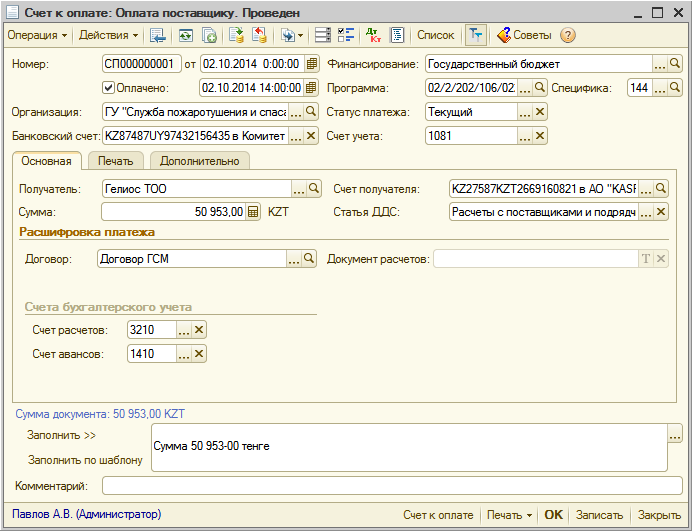 Счет к оплате: Оплата поставщику. Проведен
Операция Действия Дт Кт Список Советы
Номер: СП000000001 от 02.10.2014 0:00:00 Финансирование: Государственный бюджет
Оплачено: 02.10.2014 14:00:00 Программа: 02/2/202/106/02 Специфика: 144
Организация: ГУ "Служба пожаротушения и спаса Статус платежа: Текущий
Банковский счет: KZ87487UY97432156435 в Комитет Счет учета: 1081
Основная Печать Дополнительно
Получатель: Гелиос ТОО Счет получателя: KZ27587KZT2669160821 в АО "KASP
Сумма: 50 953,00 KZT Статья ДДС: Расчеты с поставщиками и подрядч
Расшифровка платежа
Договор: Договор ГСМ Документ расчетов: T
Счета бухгалтерского учета
Счет расчетов: 3210
Счет авансов: 1410
Сумма документа: 50 953,00 KZT
Заполнить >>
Сумма 50 953-00 тенге
Заполнить по шаблону
Комментарий:
Павлов А.В. (Администратор) Счет к оплате Печать OK Записать Закрыть